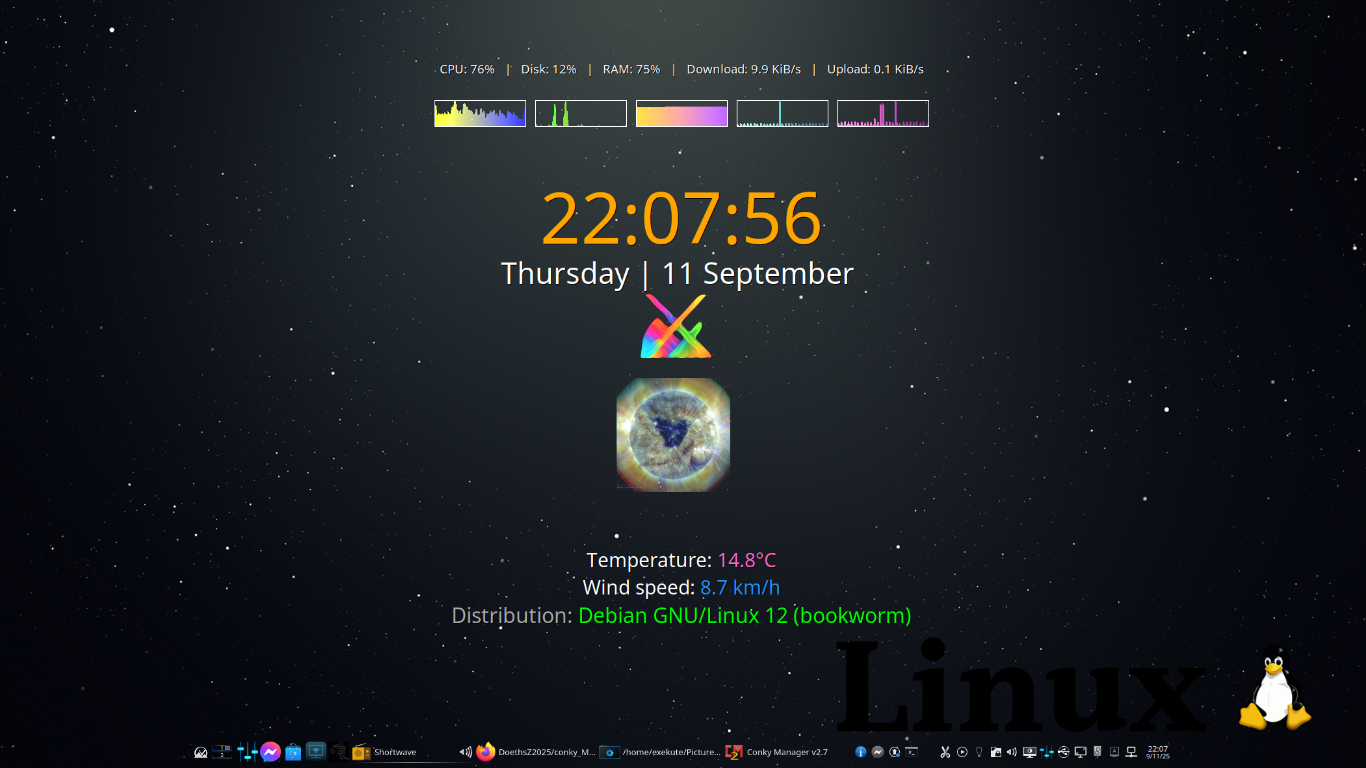 CPU: 76% | Disk: 12% | RAM: 75% | Download: 9.9 KiB/s | Upload: 0.1 KiB/s
22:07:56
Thursday | 11 September
Temperature: 14.8°C
Wind speed: 8.7 km/h
Distribution: Debian GNU/Linux 12 (bookworm)
Linux
Shortwave DoethsZ2025/conky_M... /home/exekute/Picture... Conky Manager v2.7 22:07
9/11/25